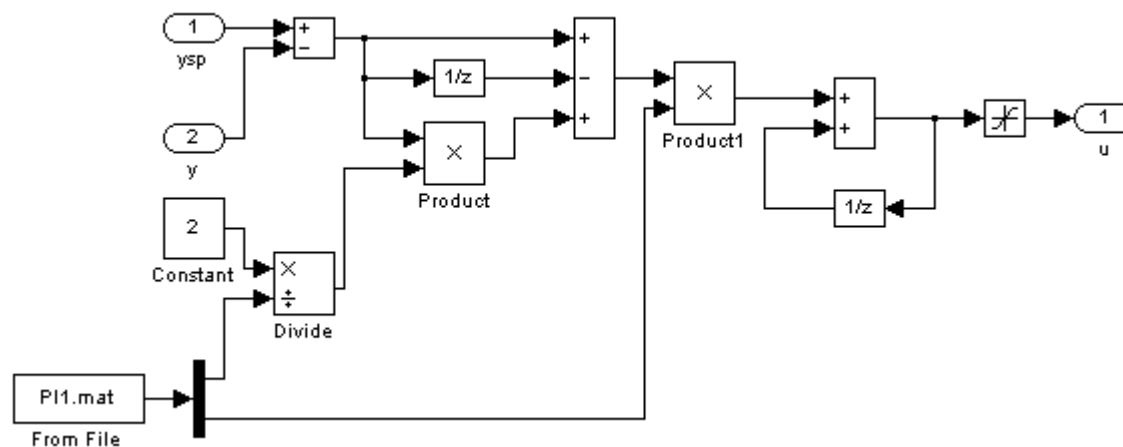 1
ysp
+
−
2
y
2
Constant
×
÷
Divide
PI1.mat
From File
1/z
×
Product
+
−
+
×
Product1
+
+
1/z
1
u